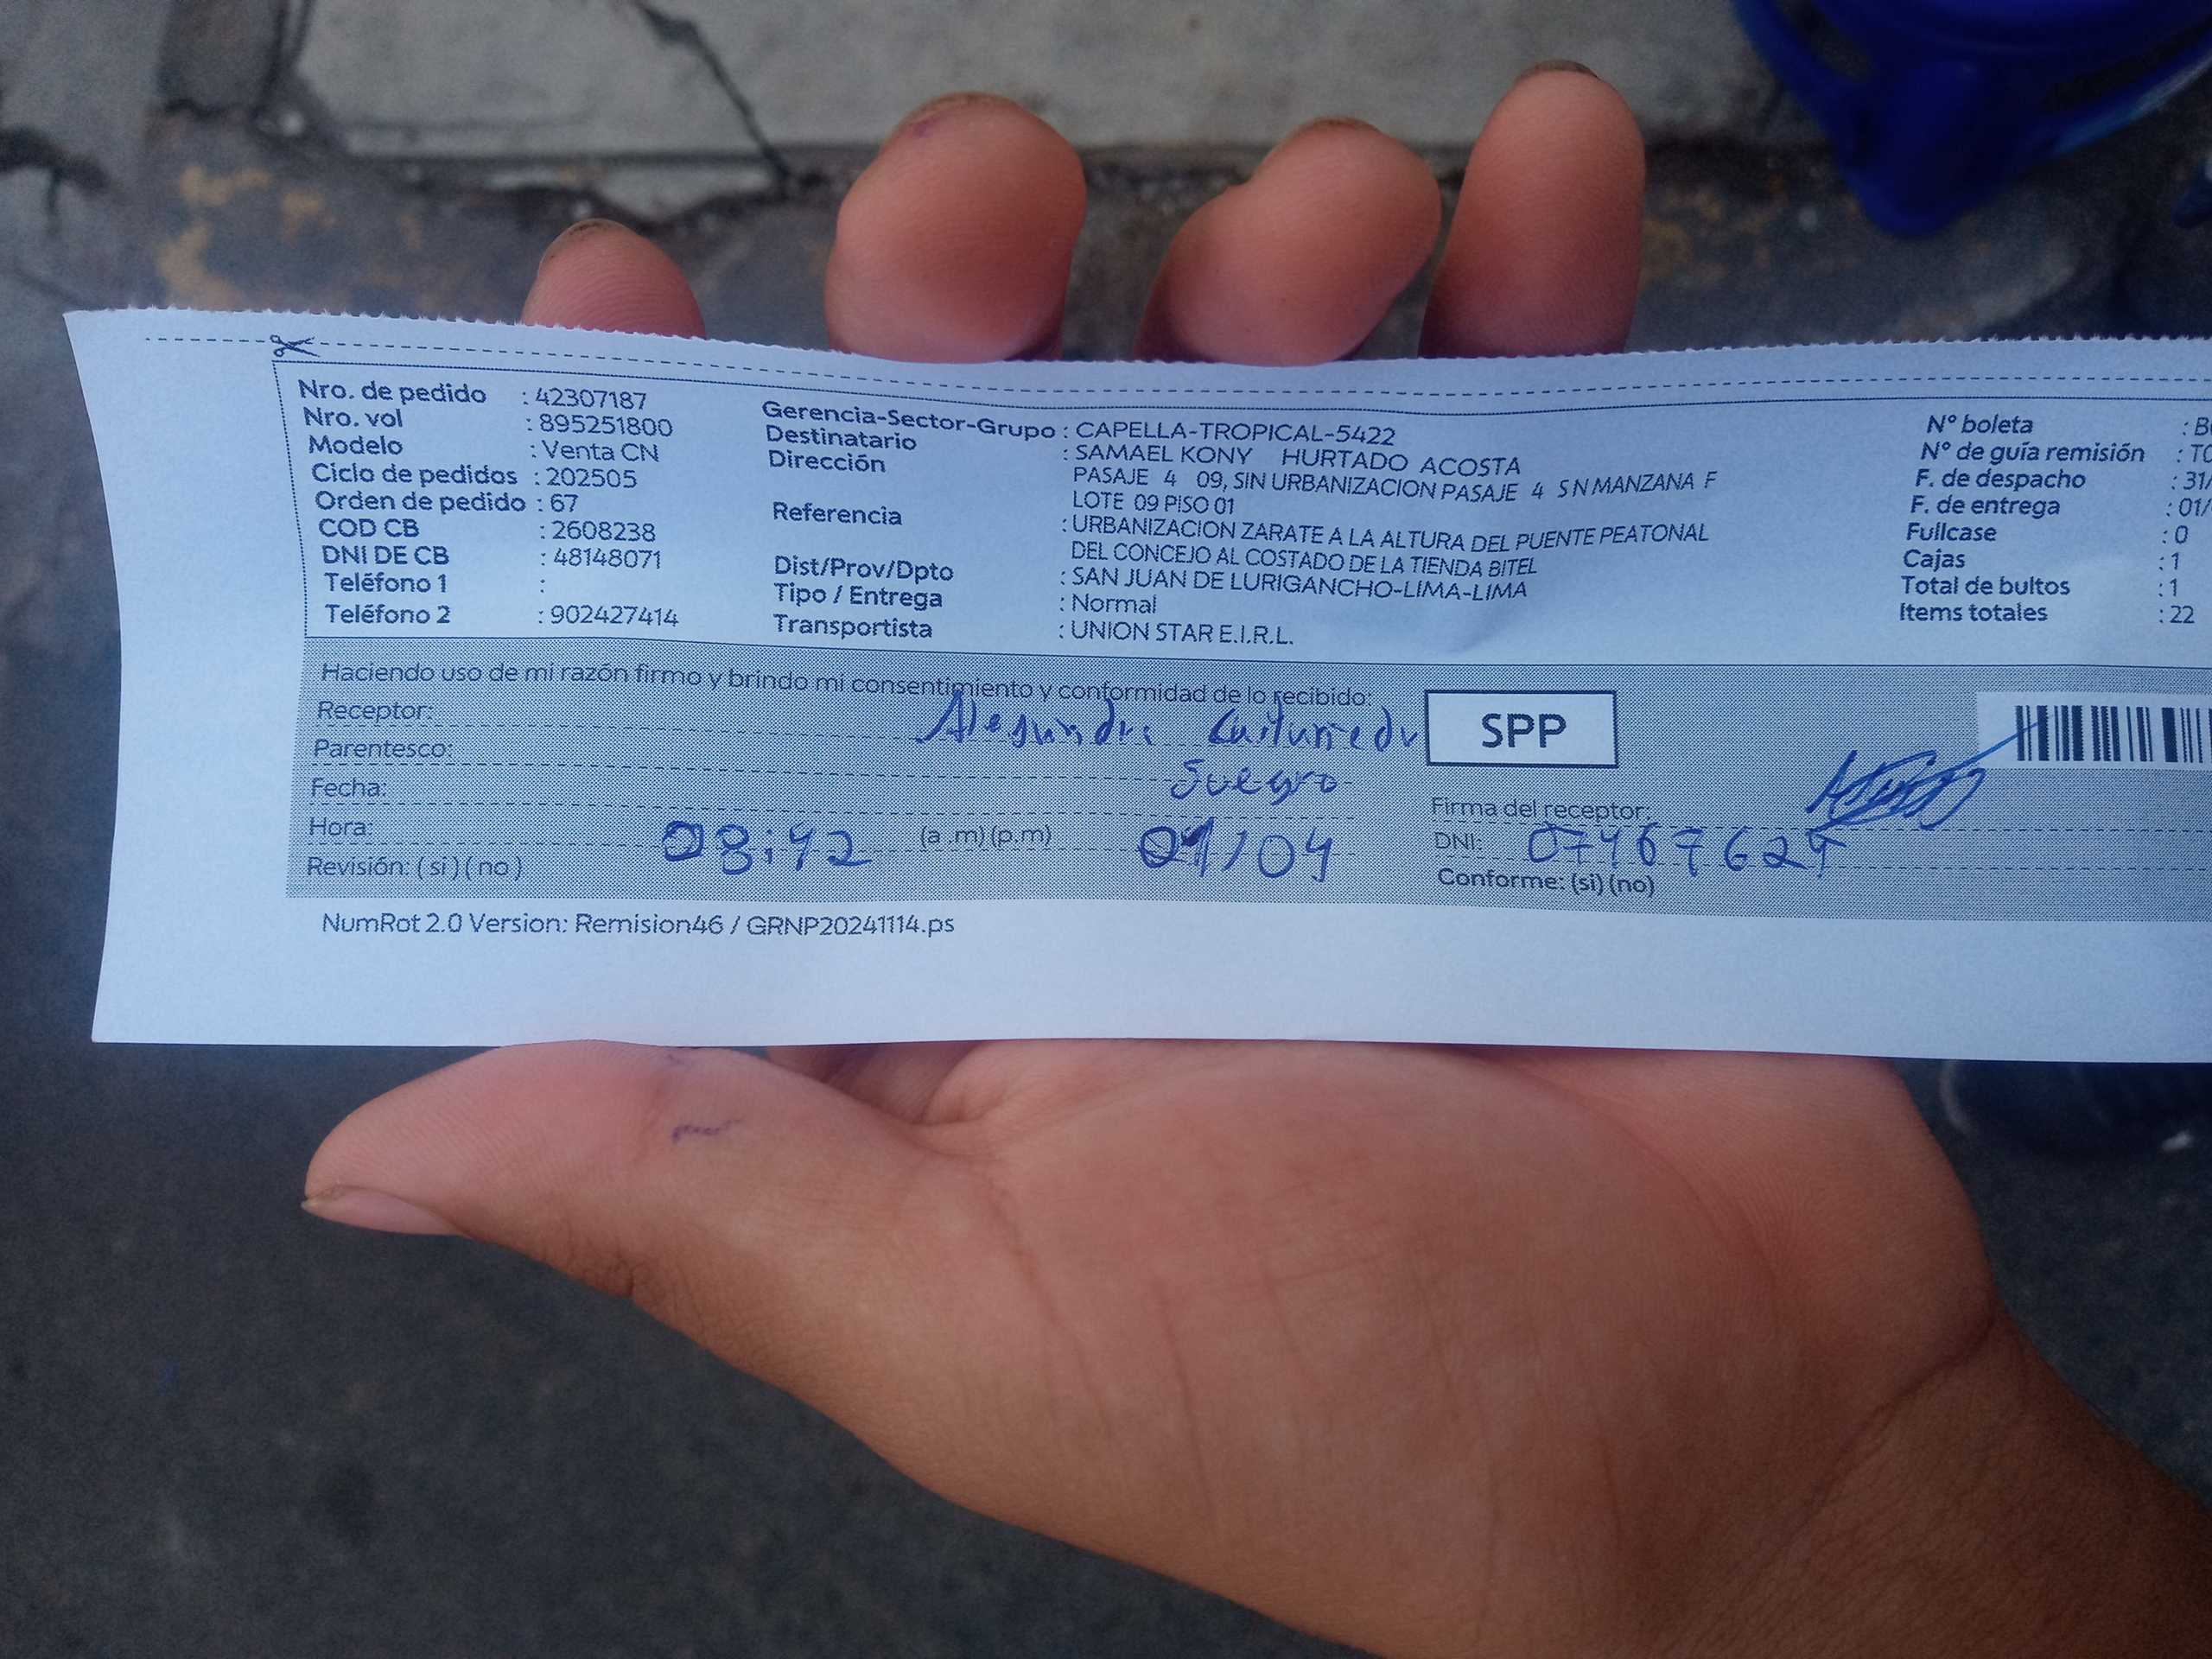 Nro. de pedido : 42307187
Nro. vol : 895251800
Modelo : Venta CN
Ciclo de pedidos : 202505
Orden de pedido : 67
COD CB : 2608238
DNI DE CB : 48148071
Teléfono 1 :
Teléfono 2 : 902427414
Gerencia-Sector-Grupo : CAPELLA-TROPICAL-5422
Destinatario : SAMAEL KONY HURTADO ACOSTA
Dirección PASAJE 4 09, SIN URBANIZACION PASAJE 4 S N MANZANA F
LOTE 09 PISO 01
Referencia : URBANIZACION ZARATE A LA ALTURA DEL PUENTE PEATONAL
DEL CONCEJO AL COSTADO DE LA TIENDA BITEL
Dist/Prov/Dpto : SAN JUAN DE LURIGANCHO-LIMA-LIMA
Tipo / Entrega : Normal
Transportista : UNION STAR E.I.R.L.
N° boleta : B
N° de guía remisión : TO
F. de despacho : 31/
F. de entrega : 01/
Fullcase : 0
Cajas : 1
Total de bultos : 1
Items totales : 22
Haciendo uso de mi razón firmo y brindo mi consentimiento y conformidad de lo recibido:
Receptor:
Parentesco: Suegro
Fecha: 01/04
Hora: 08:42 (a .m) (p.m)
Revisión: ( si ) ( no )
SPP
Firma del receptor:
DNI:
Conforme: (si) (no)
NumRot 2.0 Version: Remision46 / GRNP20241114.ps